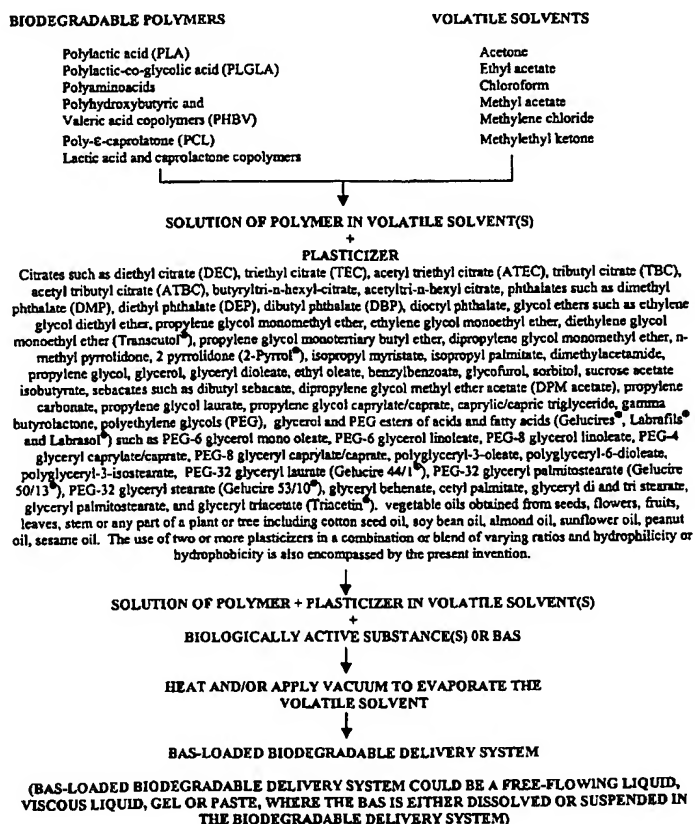 BIODEGRADABLE POLYMERS
VOLATILE SOLVENTS
Polylactic acid (PLA)
Polylactic-co-glycolic acid (PLGLA)
Polyaminoacids
Polyhydroxybutyric and
Valeric acid copolymers (PHBV)
Poly-ε-caprolatone (PCL)
Lactic acid and caprolactone copolymers
Acetone
Ethyl acetate
Chloroform
Methyl acetate
Methylene chloride
Methylethyl ketone
SOLUTION OF POLYMER IN VOLATILE SOLVENT(S)
+
PLASTICIZER
Citrates such as diethyl citrate (DEC), triethyl citrate (TEC), acetyl triethyl citrate (ATEC), tributyl citrate (TBC),
acetyl tributyl citrate (ATBC), butyryltri-n-hexyl-citrate, acetyltri-n-hexyl citrate, phthalates such as dimethyl
phthalate (DMP), diethyl phthalate (DEP), dibutyl phthalate (DBP), dioctyl phthalate, glycol ethers such as ethylene
glycol diethyl ether, propylene glycol monomethyl ether, ethylene glycol monoethyl ether, diethylene glycol
monoethyl ether (Transcutol®), propylene glycol monotertiary butyl ether, dipropylene glycol monomethyl ether, n-
methyl pyrrolidone, 2 pyrrolidone (2-Pyrrol®), isopropyl myristate, isopropyl palmitate, dimethylacetamide,
propylene glycol, glycerol, glyceryl dioleate, ethyl oleate, benzylbenzoate, glycofurol, sorbitol, sucrose acetate
isobutyrate, sebacates such as dibutyl sebacate, dipropylene glycol methyl ether acetate (DPM acetate), propylene
carbonate, propylene glycol laurate, propylene glycol caprylate/caprate, caprylic/capric triglyceride, gamma
butyrolactone, polyethylene glycols (PEG), glycerol and PEG esters of acids and fatty acids (Gelucires®, Labrafils®
and Labrasol®) such as PEG-6 glycerol mono oleate, PEG-6 glycerol linoleate, PEG-8 glycerol linoleate, PEG-4
glyceryl caprylate/caprate, PEG-8 glyceryl caprylate/caprate, polyglyceryl-3-oleate, polyglyceryl-6-dioleate,
polyglyceryl-3-isostearate, PEG-32 glyceryl laurate (Gelucire 44/1®), PEG-32 glyceryl palmitostearate (Gelucire
50/13®), PEG-32 glyceryl stearate (Gelucire 53/10®), glyceryl behenate, cetyl palmitate, glyceryl di and tri stearate,
glyceryl palmitostearate, and glyceryl triacetate (Triacetin®). vegetable oils obtained from seeds, flowers, fruits,
leaves, stem or any part of a plant or tree including cotton seed oil, soy bean oil, almond oil, sunflower oil, peanut
oil, sesame oil. The use of two or more plasticizers in a combination or blend of varying ratios and hydrophilicity or
hydrophobicity is also encompassed by the present invention.
SOLUTION OF POLYMER + PLASTICIZER IN VOLATILE SOLVENT(S)
+
BIOLOGICALLY ACTIVE SUBSTANCE(S) OR BAS
HEAT AND/OR APPLY VACUUM TO EVAPORATE THE
VOLATILE SOLVENT
BAS-LOADED BIODEGRADABLE DELIVERY SYSTEM
(BAS-LOADED BIODEGRADABLE DELIVERY SYSTEM COULD BE A FREE-FLOWING LIQUID,
VISCOUS LIQUID, GEL OR PASTE, WHERE THE BAS IS EITHER DISSOLVED OR SUSPENDED IN
THE BIODEGRADABLE DELIVERY SYSTEM)